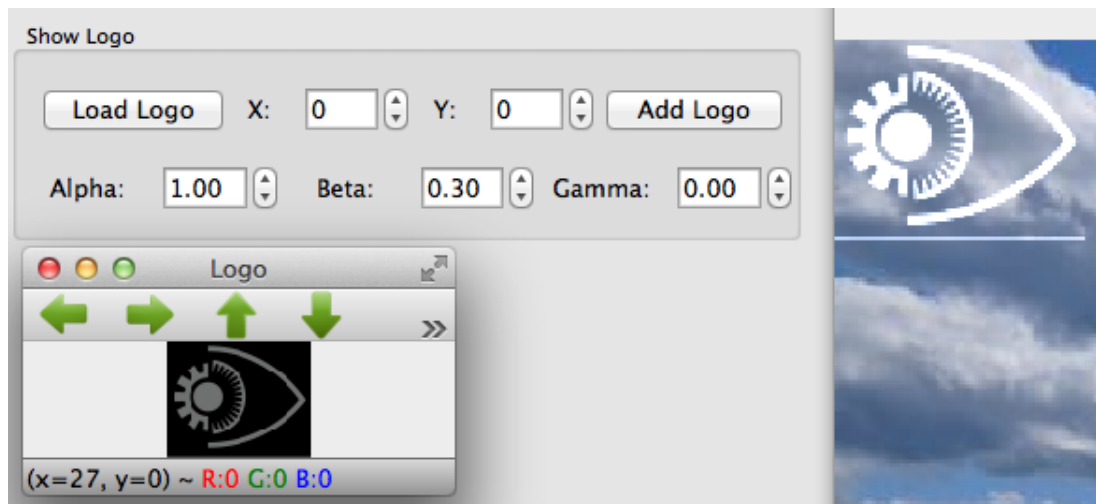 Show Logo
Load Logo X: 0 Y: 0 Add Logo
Alpha: 1.00 Beta: 0.30 Gamma: 0.00
Logo
(x=27, y=0) ~ R:0 G:0 B:0